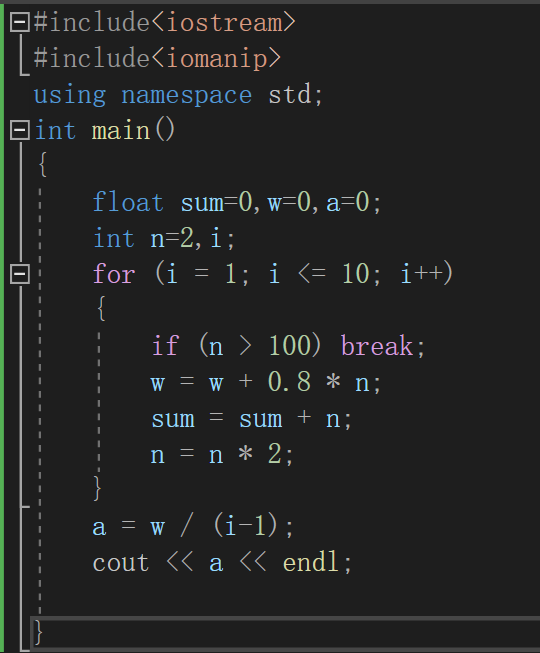 #include<iostream>
#include<iomanip>
using namespace std;
int main()
{
float sum=0,w=0,a=0;
int n=2,i;
for (i = 1; i <= 10; i++)
{
if (n > 100) break;
w = w + 0.8 * n;
sum = sum + n;
n = n * 2;
}
a = w / (i-1);
cout << a << endl;
}